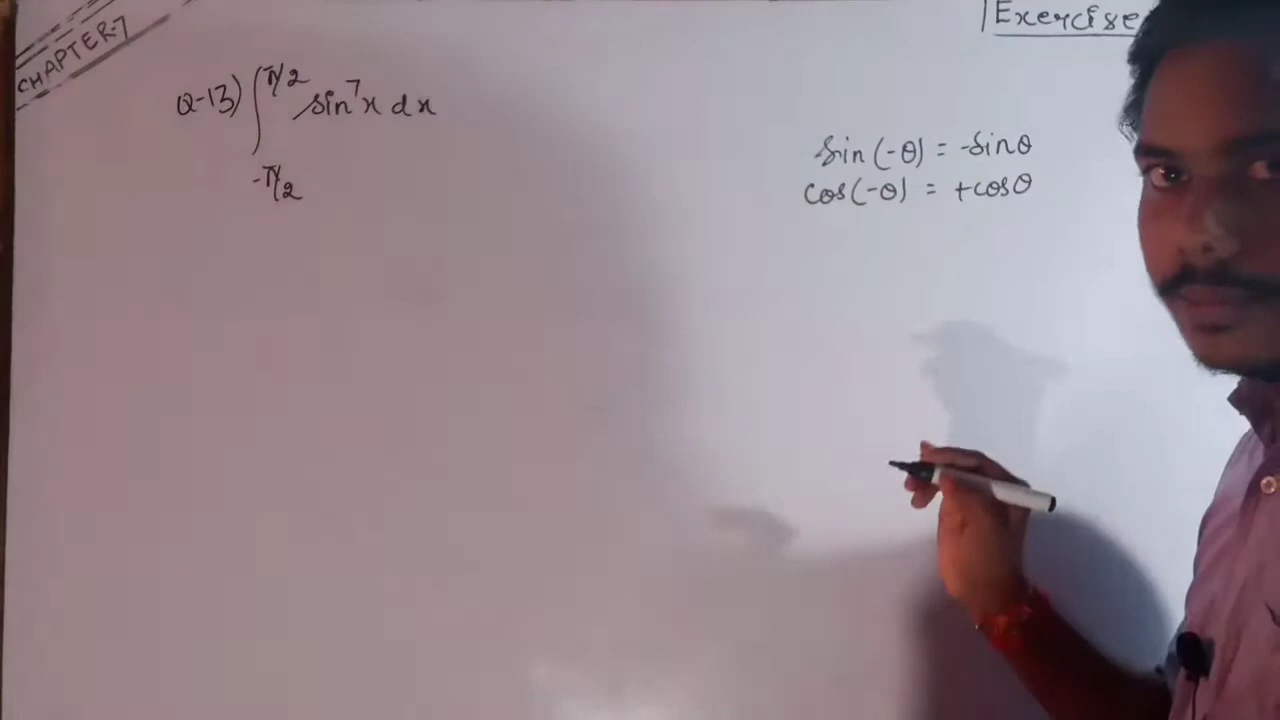 CHAPTER-7
Exercise
Q-13) ∫_{-π/2}^{π/2} sin⁷x dx
sin(-θ) = -sinθ
cos(-θ) = +cosθ